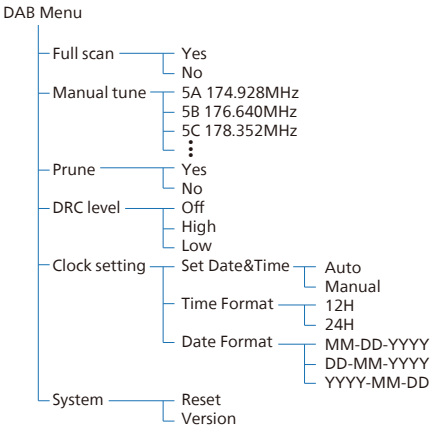 DAB Menu
Full scan Yes
No
Manual tune 5A 174.928MHz
5B 176.640MHz
5C 178.352MHz
⋮
Prune Yes
No
DRC level Off
High
Low
Clock setting Set Date&Time Auto
Manual
Time Format 12H
24H
Date Format MM-DD-YYYY
DD-MM-YYYY
YYYY-MM-DD
System Reset
Version